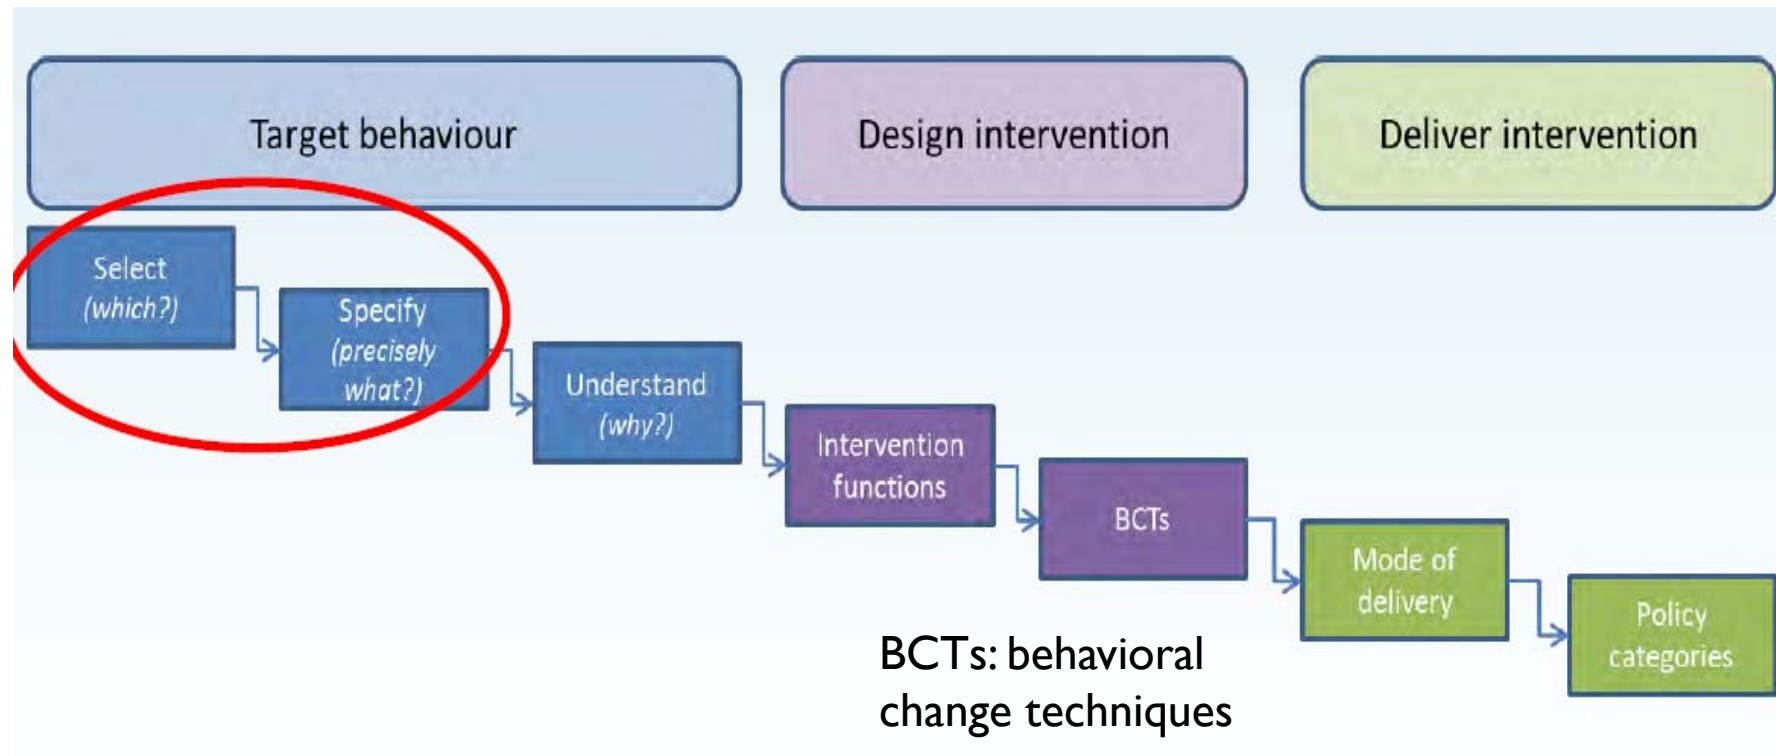 Target behaviour
Design intervention
Deliver intervention
Select
(which?)
Specify
(precisely
what?)
Understand
(why?)
Intervention
functions
BCTs
Mode of
delivery
Policy
categories
BCTs: behavioral
change techniques